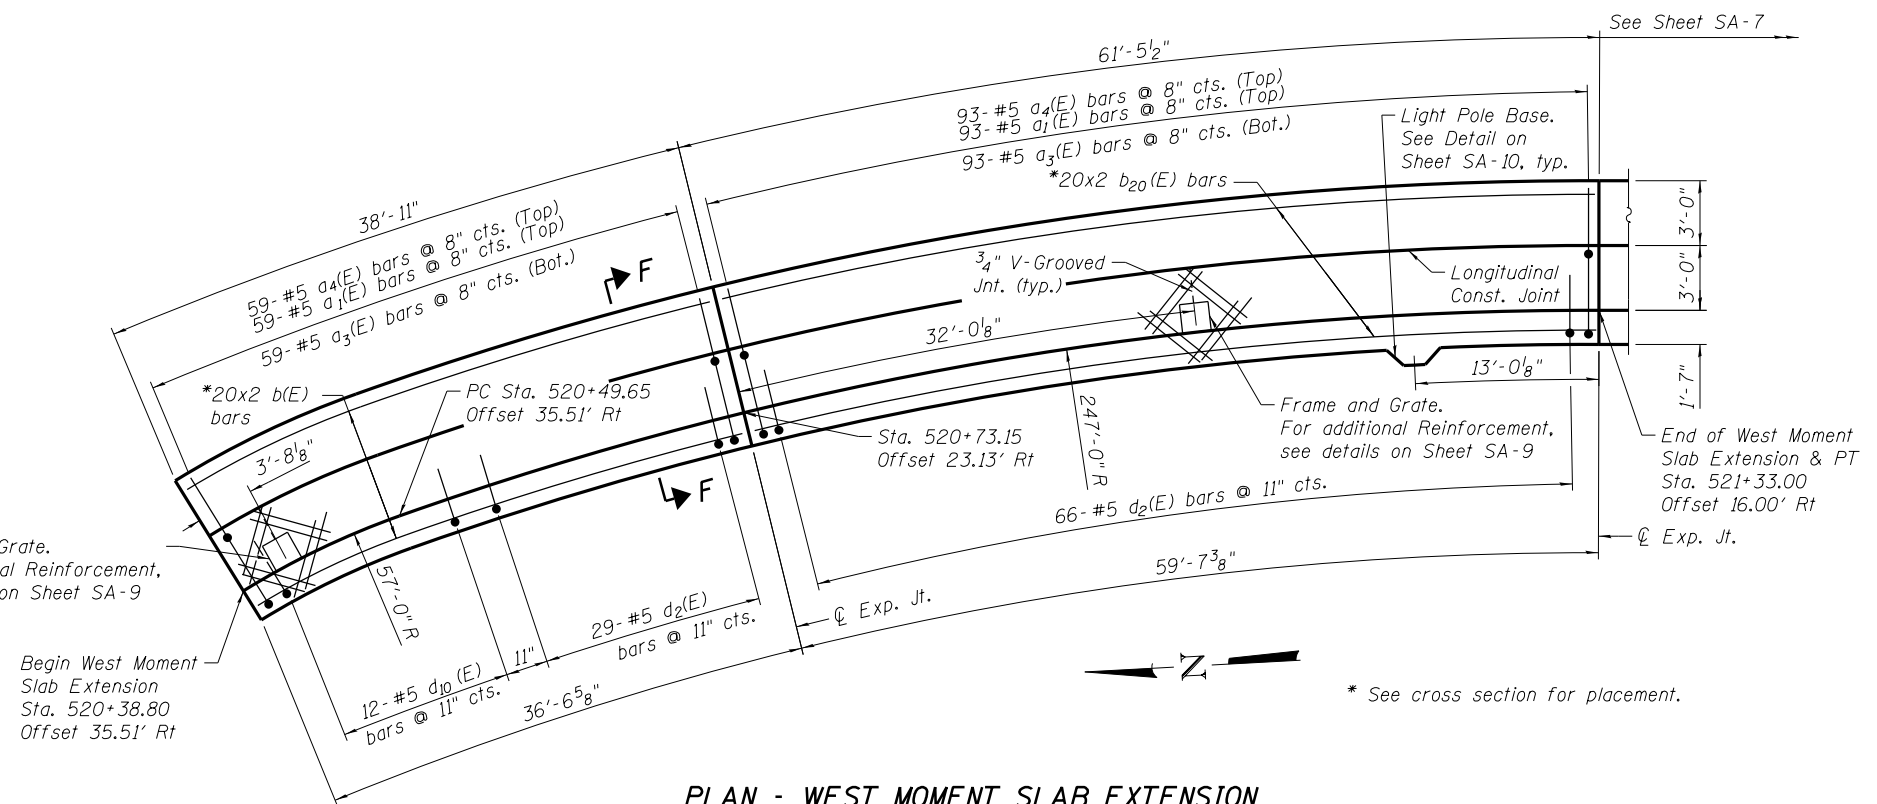 See Sheet SA-7
61'-5½"
93- #5 a4(E) bars @ 8" cts. (Top)
93- #5 a1(E) bars @ 8" cts. (Top)
93-#5 a3(E) bars @ 8" cts. (Bot.)
*20x2 b20(E) bars
Light Pole Base.
See Detail on
Sheet SA-10, typ.
38'-11"
59- #5 a4(E) bars @ 8" cts. (Top)
59- #5 a1(E) bars @ 8" cts. (Top)
59- #5 a3(E) bars @ 8" cts. (Bot.)
F
3'-0"
3'-0"
1'-7"
¾" V-Grooved
Jnt. (typ.)
Longitudinal
Const. Joint
32'-0⅛"
13'-0⅛"
*20x2 b(E)
bars
PC Sta. 520+49.65
Offset 35.51' Rt
3'-8⅛"
Sta. 520+73.15
Offset 23.13' Rt
247'-0" R
Frame and Grate.
For additional Reinforcement,
see details on Sheet SA-9
End of West Moment
Slab Extension & PT
Sta. 521+33.00
Offset 16.00' Rt
F
66- #5 d2(E) bars @ 11" cts.
℄ Exp. Jt.
Grate.
al Reinforcement,
on Sheet SA-9
57'-0" R
59'-7⅜"
℄ Exp. Jt.
29- #5 d2(E)
bars @ 11" cts.
11"
12- #5 d10 (E)
bars @ 11" cts.
36'-6⅝"
Begin West Moment
Slab Extension
Sta. 520+38.80
Offset 35.51' Rt
N
* See cross section for placement.
PLAN - WEST MOMENT SLAB EXTENSION